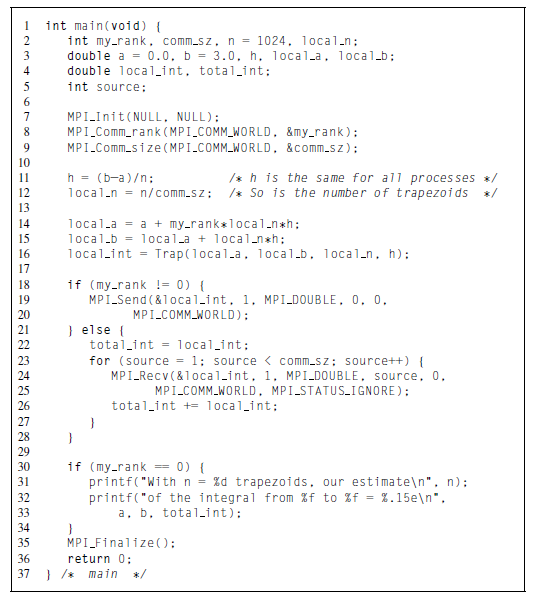 1 int main(void) {
2 int my_rank, comm_sz, n = 1024, local_n;
3 double a = 0.0, b = 3.0, h, local_a, local_b;
4 double local_int, total_int;
5 int source;
6
7 MPI_Init(NULL, NULL);
8 MPI_Comm_rank(MPI_COMM_WORLD, &my_rank);
9 MPI_Comm_size(MPI_COMM_WORLD, &comm_sz);
10
11 h = (b-a)/n; /* h is the same for all processes */
12 local_n = n/comm_sz; /* So is the number of trapezoids */
13
14 local_a = a + my_rank*local_n*h;
15 local_b = local_a + local_n*h;
16 local_int = Trap(local_a, local_b, local_n, h);
17
18 if (my_rank != 0) {
19 MPI_Send(&local_int, 1, MPI_DOUBLE, 0, 0,
20 MPI_COMM_WORLD);
21 } else {
22 total_int = local_int;
23 for (source = 1; source < comm_sz; source++) {
24 MPI_Recv(&local_int, 1, MPI_DOUBLE, source, 0,
25 MPI_COMM_WORLD, MPI_STATUS_IGNORE);
26 total_int += local_int;
27 }
28 }
29
30 if (my_rank == 0) {
31 printf("With n = %d trapezoids, our estimate\n", n);
32 printf("of the integral from %f to %f = %.15e\n",
33 a, b, total_int);
34 }
35 MPI_Finalize();
36 return 0;
37 } /* main */